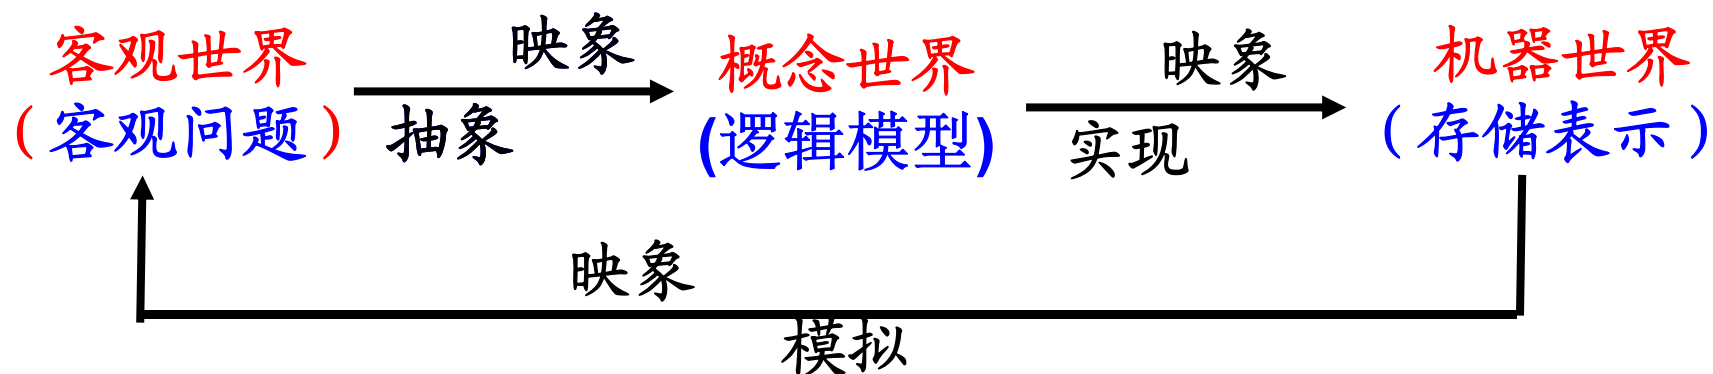 客观世界
(客观问题)
映象
抽象
概念世界
(逻辑模型)
映象
实现
机器世界
(存储表示)
映象
模拟